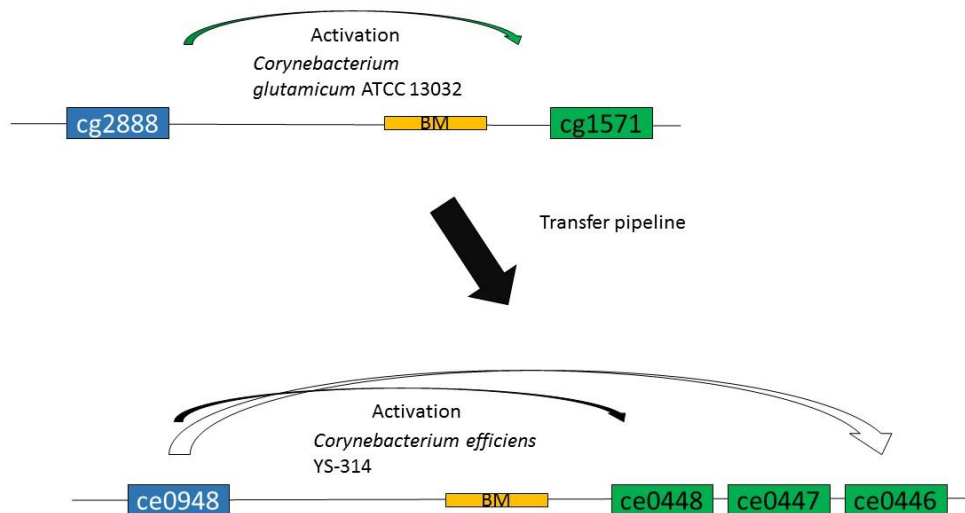 Activation
Corynebacterium
glutamicum ATCC 13032
cg2888
BM
cg1571
Transfer pipeline
Activation
Corynebacterium efficiens
YS-314
ce0948
BM
ce0448
ce0447
ce0446